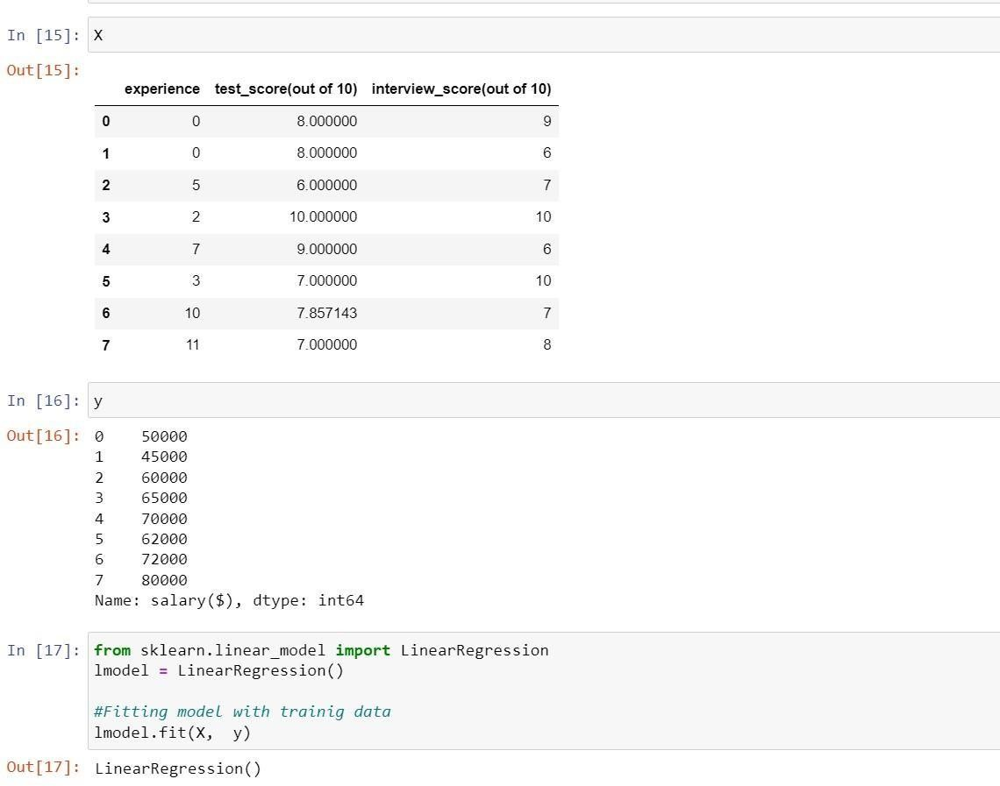 In [15]: X
Out[15]:
experience test_score(out of 10) interview_score(out of 10)
0 0 8.000000 9
1 0 8.000000 6
2 5 6.000000 7
3 2 10.000000 10
4 7 9.000000 6
5 3 7.000000 10
6 10 7.857143 7
7 11 7.000000 8
In [16]: y
Out[16]: 0 50000
1 45000
2 60000
3 65000
4 70000
5 62000
6 72000
7 80000
Name: salary($), dtype: int64
In [17]: from sklearn.linear_model import LinearRegression
lmodel = LinearRegression()
#Fitting model with trainig data
lmodel.fit(X,  y)
Out[17]: LinearRegression()